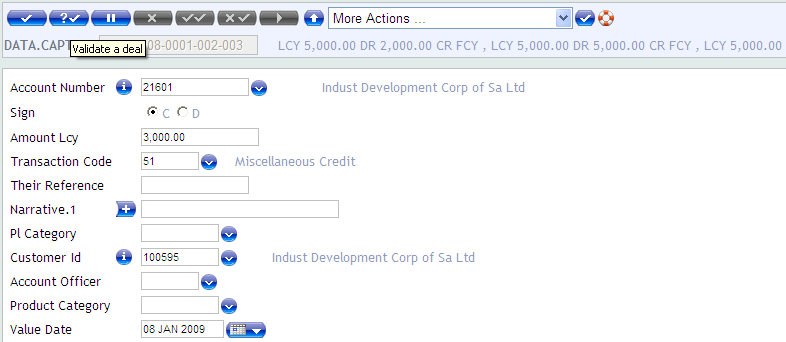 More Actions ...
DATA.CAPT 08-0001-002-003 LCY 5,000.00 DR 2,000.00 CR FCY , LCY 5,000.00 DR 5,000.00 CR FCY , LCY 5,000.00
Validate a deal
Account Number 21601 Indust Development Corp of Sa Ltd
Sign C D
Amount Lcy 3,000.00
Transaction Code 51 Miscellaneous Credit
Their Reference
Narrative.1
Pl Category
Customer Id 100595 Indust Development Corp of Sa Ltd
Account Officer
Product Category
Value Date 08 JAN 2009